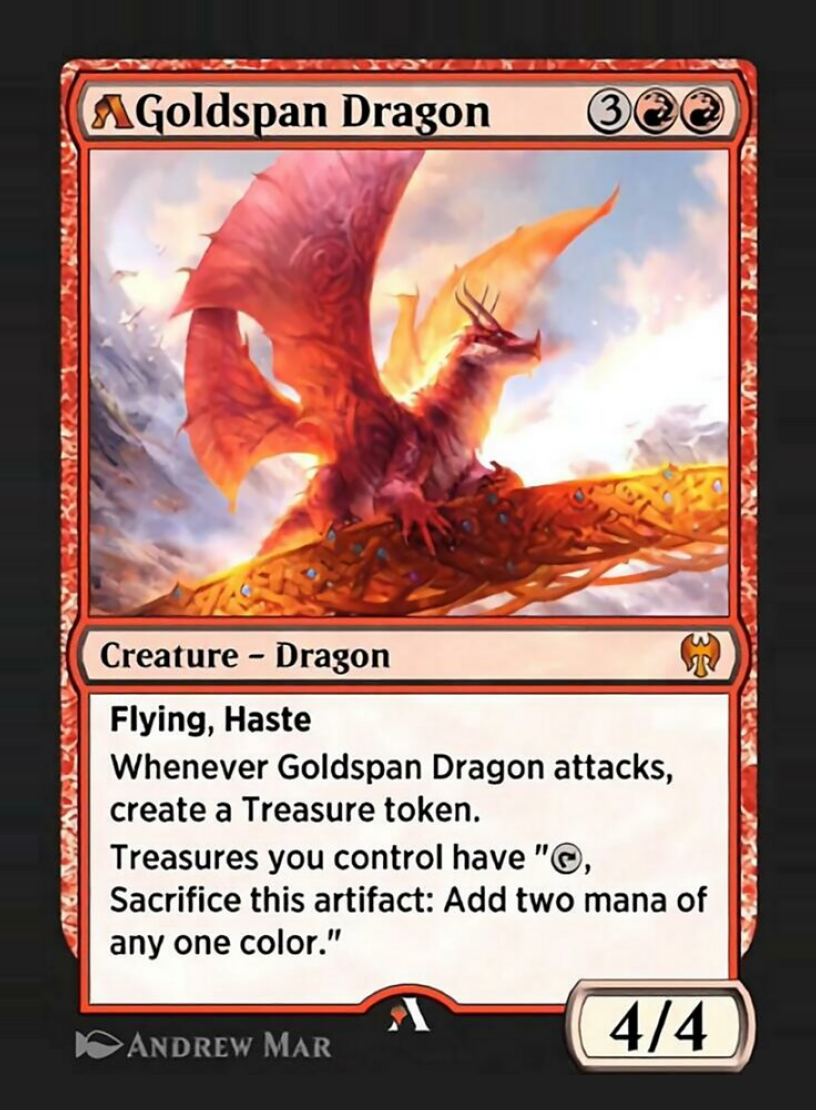 Goldspan Dragon 3
Creature – Dragon
Flying, Haste
Whenever Goldspan Dragon attacks,
create a Treasure token.
Treasures you control have ",
Sacrifice this artifact: Add two mana of
any one color."
4/4
ANDREW MAR